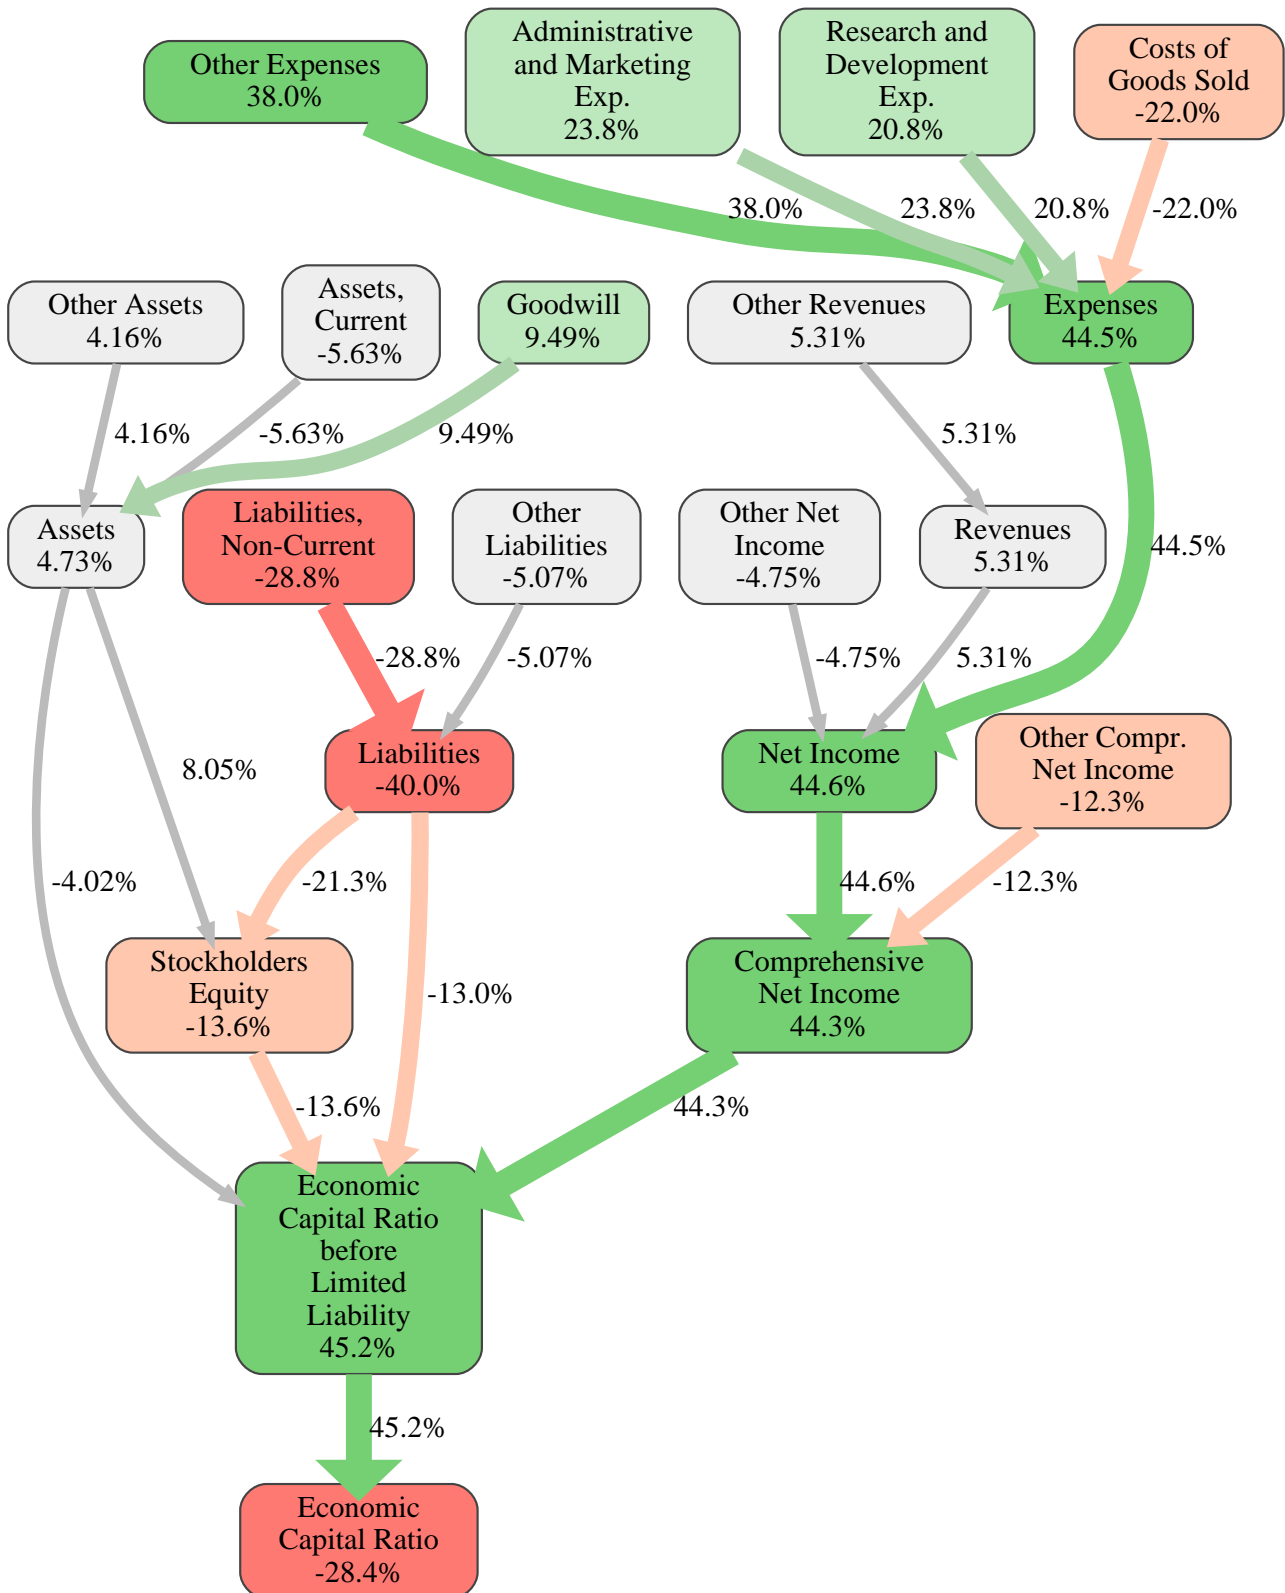 Other Expenses
38.0%
Administrative
and Marketing
Exp.
23.8%
Research and
Development
Exp.
20.8%
Costs of
Goods Sold
-22.0%
38.0%
23.8%
20.8%
-22.0%
Other Assets
4.16%
Assets,
Current
-5.63%
Goodwill
9.49%
Other Revenues
5.31%
Expenses
44.5%
4.16%
-5.63%
9.49%
5.31%
44.5%
Assets
4.73%
Liabilities,
Non-Current
-28.8%
Other
Liabilities
-5.07%
Other Net
Income
-4.75%
Revenues
5.31%
-28.8%
-5.07%
-4.75%
5.31%
8.05%
Liabilities
-40.0%
Net Income
44.6%
Other Compr.
Net Income
-12.3%
-4.02%
-21.3%
44.6%
-12.3%
Stockholders
Equity
-13.6%
-13.0%
Comprehensive
Net Income
44.3%
-13.6%
44.3%
Economic
Capital Ratio
before
Limited
Liability
45.2%
45.2%
Economic
Capital Ratio
-28.4%